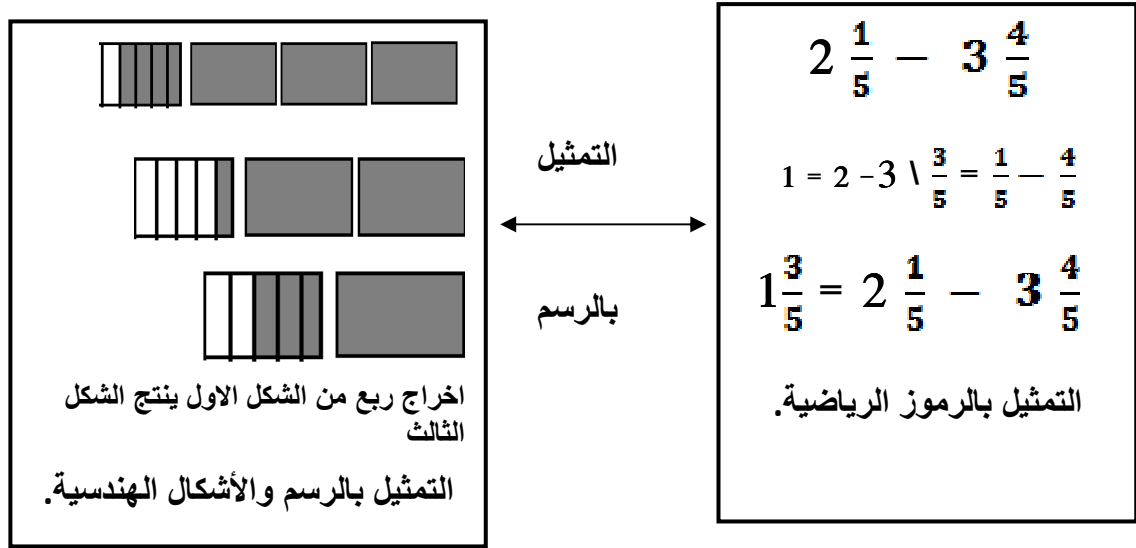 2 1/5 − 3 4/5
1 = 2 − 3 \ 3/5 = 1/5 − 4/5
1 3/5 = 2 1/5 − 3 4/5
التمثيل بالرموز الرياضية.
التمثيل
بالرسم
اخراج ربع من الشكل الاول ينتج الشكل
الثالث
التمثيل بالرسم والأشكال الهندسية.